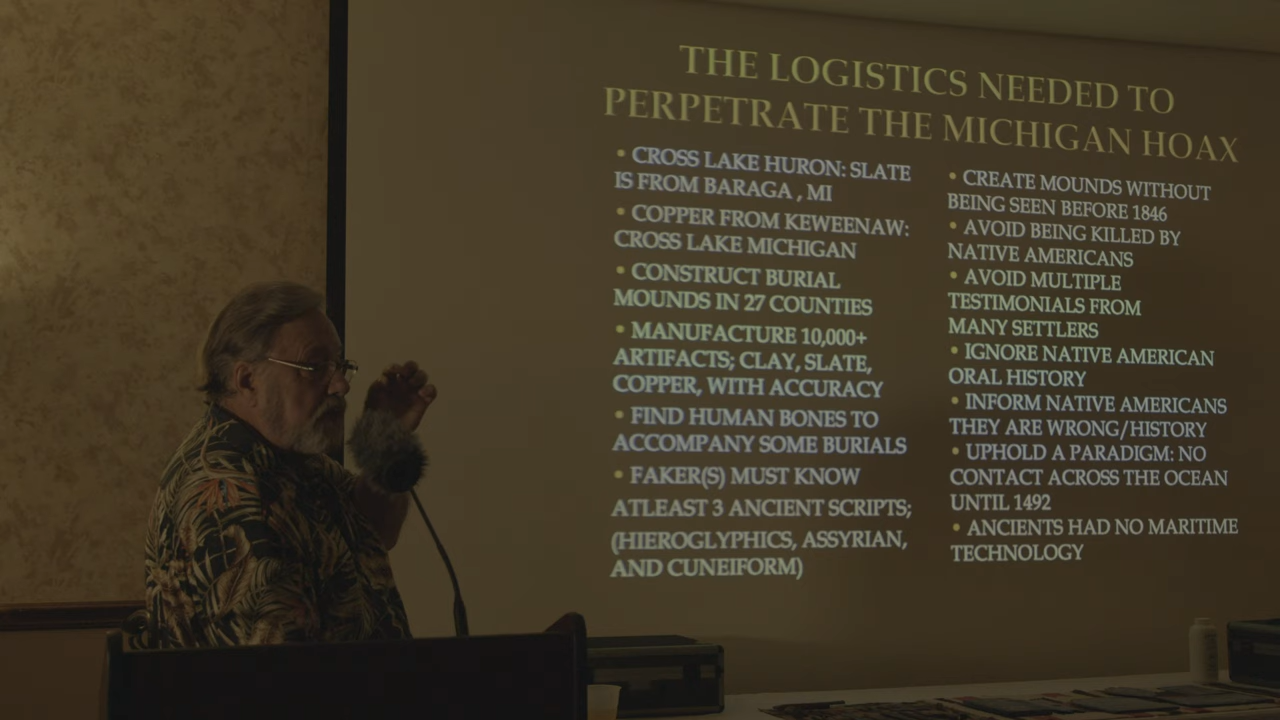 THE LOGISTICS NEEDED TO
PERPETRATE THE MICHIGAN HOAX
• CROSS LAKE HURON: SLATE
IS FROM BARAGA , MI
• COPPER FROM KEWEENAW:
CROSS LAKE MICHIGAN
• CONSTRUCT BURIAL
MOUNDS IN 27 COUNTIES
• MANUFACTURE 10,000+
ARTIFACTS; CLAY, SLATE,
COPPER, WITH ACCURACY
• FIND HUMAN BONES TO
ACCOMPANY SOME BURIALS
• FAKER(S) MUST KNOW
ATLEAST 3 ANCIENT SCRIPTS;
(HIEROGLYPHICS, ASSYRIAN,
AND CUNEIFORM)
• CREATE MOUNDS WITHOUT
BEING SEEN BEFORE 1846
• AVOID BEING KILLED BY
NATIVE AMERICANS
• AVOID MULTIPLE
TESTIMONIALS FROM
MANY SETTLERS
• IGNORE NATIVE AMERICAN
ORAL HISTORY
• INFORM NATIVE AMERICANS
THEY ARE WRONG/HISTORY
• UPHOLD A PARADIGM: NO
CONTACT ACROSS THE OCEAN
UNTIL 1492
• ANCIENTS HAD NO MARITIME
TECHNOLOGY